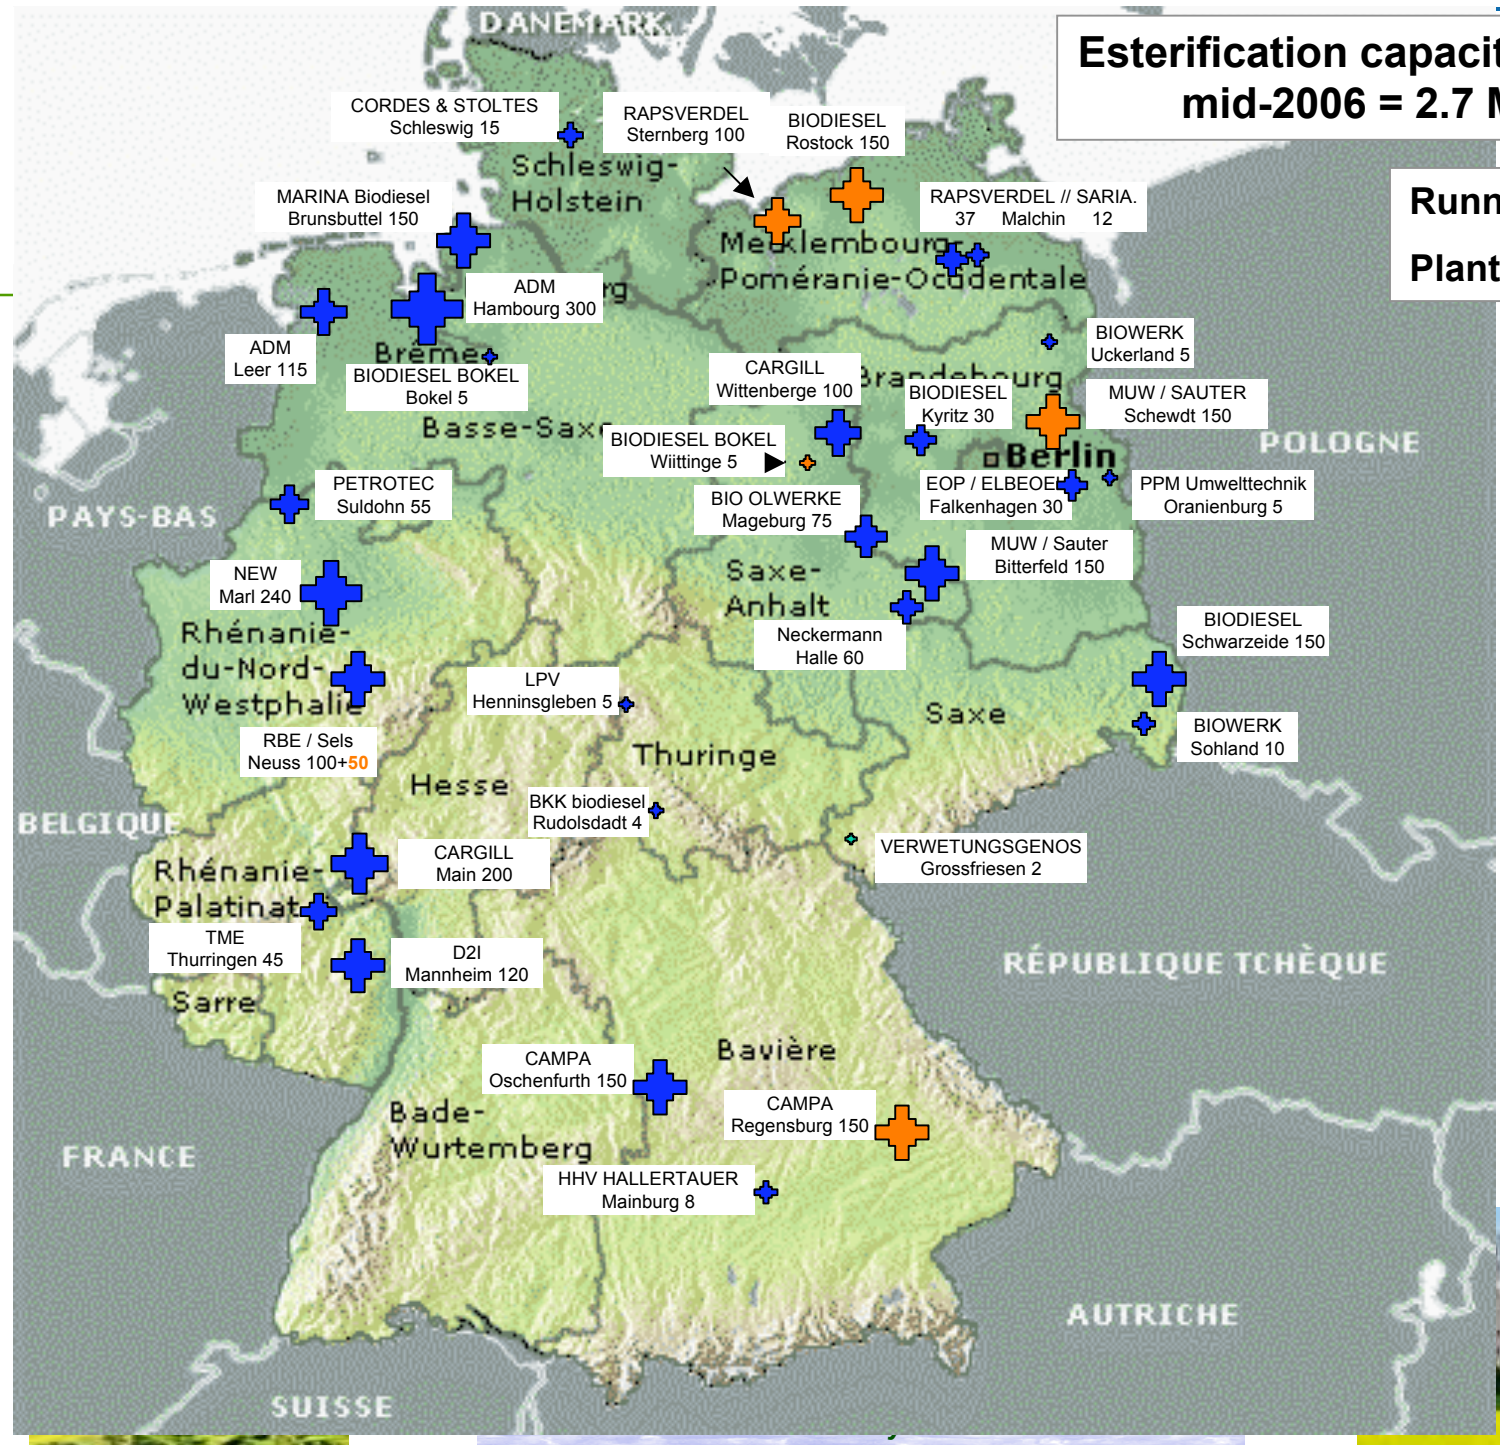 DANEMARK
Esterification capacit
mid-2006 = 2.7 M
CORDES & STOLTES
Schleswig 15
RAPSVERDEL
Sternberg 100
BIODIESEL
Rostock 150
Schleswig-
Holstein
Runn
Plant
MARINA Biodiesel
Brunsbuttel 150
RAPSVERDEL // SARIA.
37 Malchin 12
Mecklembourg-
Poméranie-Occidentale
ADM
Hambourg 300
rg
ADM
Leer 115
Brême
BIODIESEL BOKEL
Bokel 5
BIOWERK
Uckerland 5
CARGILL
Wittenberge 100
Brandebourg
BIODIESEL
Kyritz 30
MUW / SAUTER
Schewdt 150
Basse-Saxe
BIODIESEL BOKEL
Wiittinge 5
Berlin
POLOGNE
PETROTEC
Suldohn 55
PAYS-BAS
BIO OLWERKE
Mageburg 75
EOP / ELBEOEL
Falkenhagen 30
PPM Umwelttechnik
Oranienburg 5
MUW / Sauter
Bitterfeld 150
NEW
Marl 240
Saxe-
Anhalt
Neckermann
Halle 60
BIODIESEL
Schwarzeide 150
Rhénanie-
du-Nord-
Westphalie
LPV
Henninsgleben 5
Saxe
BIOWERK
Sohland 10
RBE / Sels
Neuss 100+50
Thuringe
Hesse
BKK biodiesel
Rudolsdadt 4
BELGIQUE
VERWETUNGSGENOS
Grossfriesen 2
CARGILL
Main 200
Rhénanie-
Palatinat
TME
Thurringen 45
D2I
Mannheim 120
RÉPUBLIQUE TCHÈQUE
Sarre
CAMPA
Oschenfurth 150
Bavière
CAMPA
Regensburg 150
Bade-
Wurtemberg
FRANCE
HHV HALLERTAUER
Mainburg 8
AUTRICHE
SUISSE